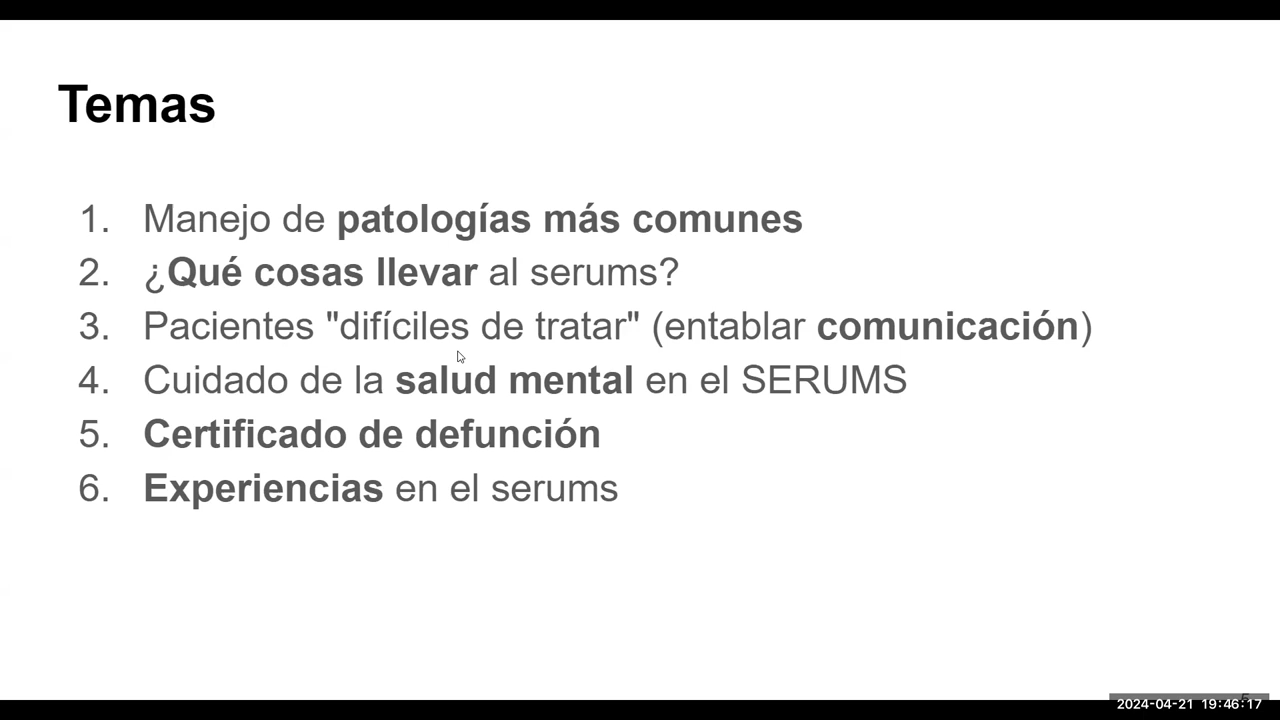 Temas
1. Manejo de patologías más comunes
2. ¿Qué cosas llevar al serums?
3. Pacientes "difíciles de tratar" (entablar comunicación)
4. Cuidado de la salud mental en el SERUMS
5. Certificado de defunción
6. Experiencias en el serums
2024-04-21 19:46:17